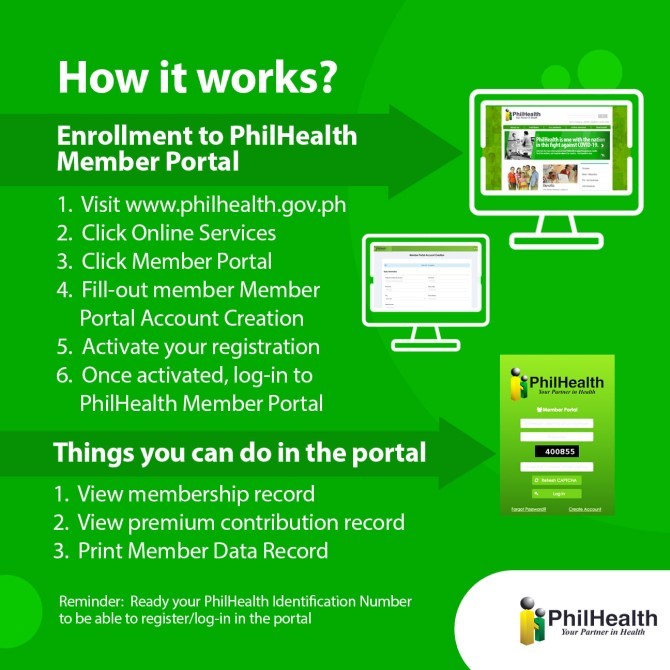 How it works?
Enrollment to PhilHealth
Member Portal
1. Visit www.philhealth.gov.ph
2. Click Online Services
3. Click Member Portal
4. Fill-out member Member
Portal Account Creation
5. Activate your registration
6. Once activated, log-in to
PhilHealth Member Portal
PhilHealth
PhilHealth is one with the nation
in this fight against COVID-19.
Benefits
Member Portal Account Creation
Things you can do in the portal
1. View membership record
2. View premium contribution record
3. Print Member Data Record
PhilHealth
Your Partner in Health
Member Portal
400855
Refresh CAPTCHA
Log In
Forgot Password?
Create Account
Reminder: Ready your PhilHealth Identification Number
to be able to register/log-in in the portal
PhilHealth
Your Partner in Health